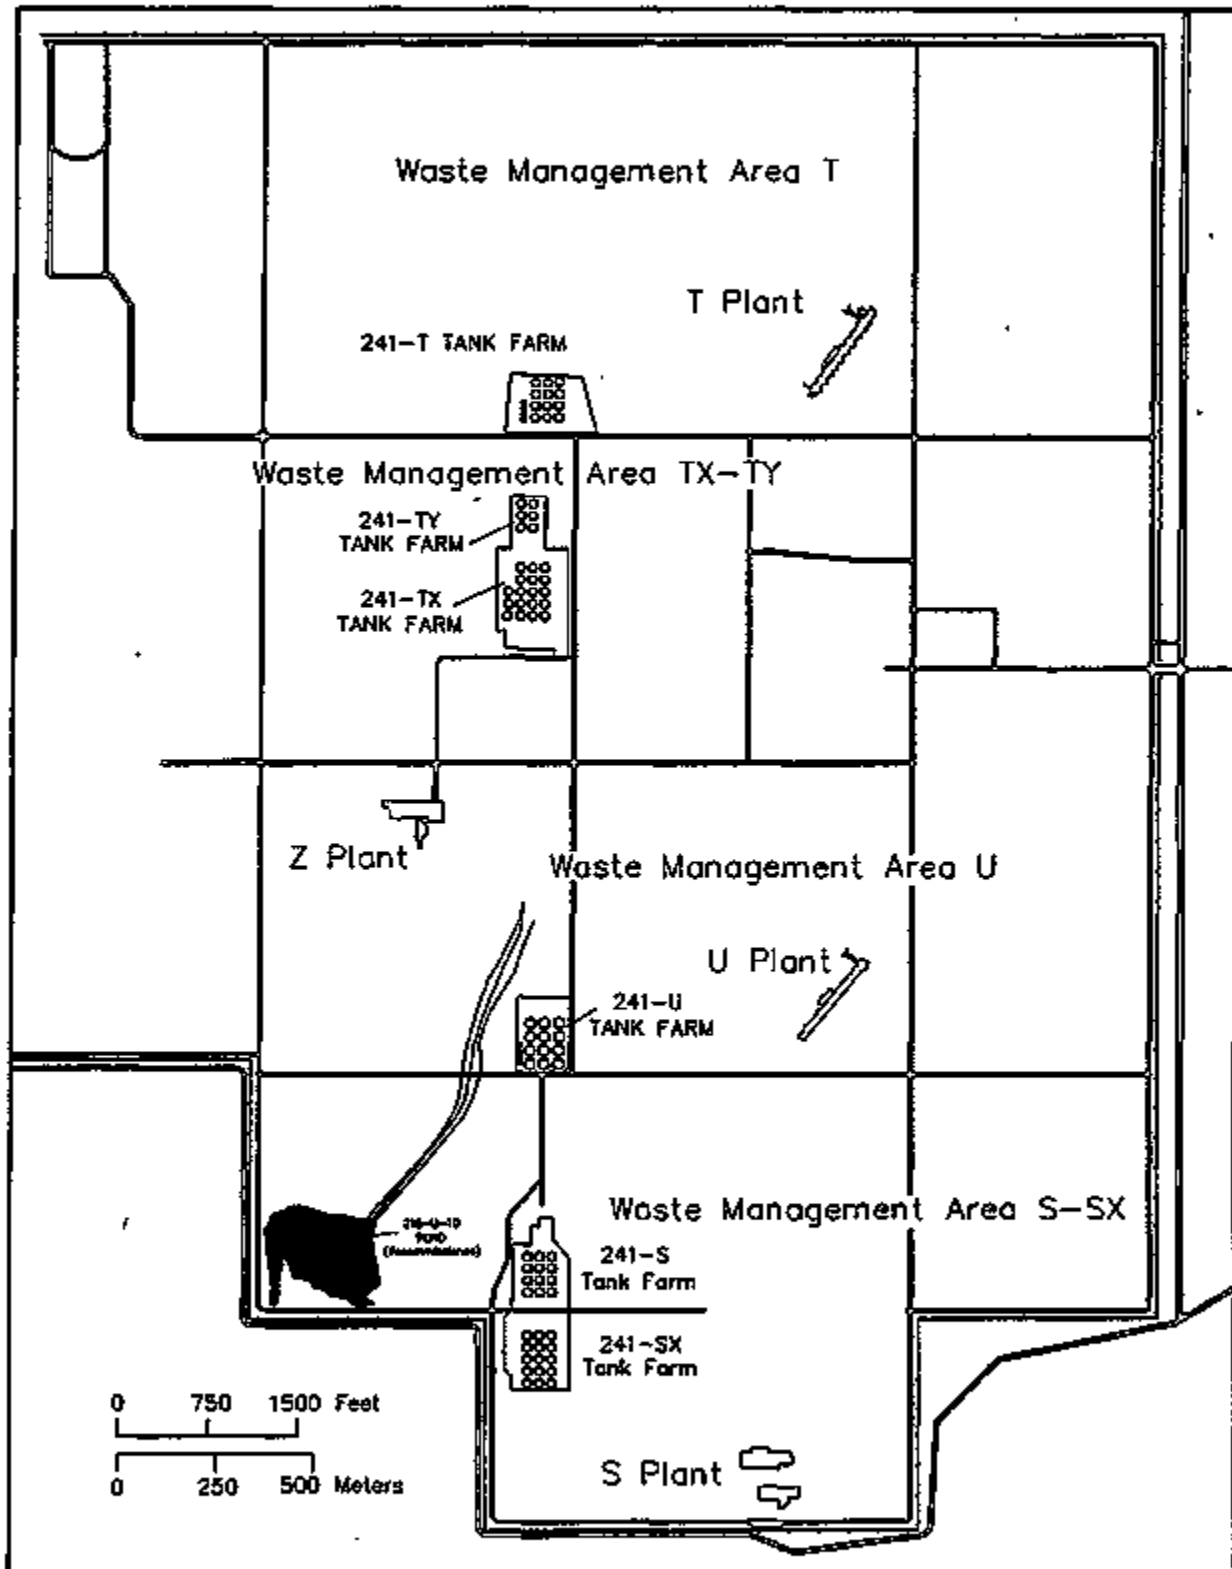 Waste Management Area T
T Plant
241-T TANK FARM
Waste Management Area TX-TY
241-TY
TANK FARM
241-TX
TANK FARM
Z Plant
Waste Management Area U
U Plant
241-U
TANK FARM
Waste Management Area S-SX
241-S
Tank Farm
241-SX
Tank Farm
0 750 1500 Feet
0 250 500 Meters
S Plant